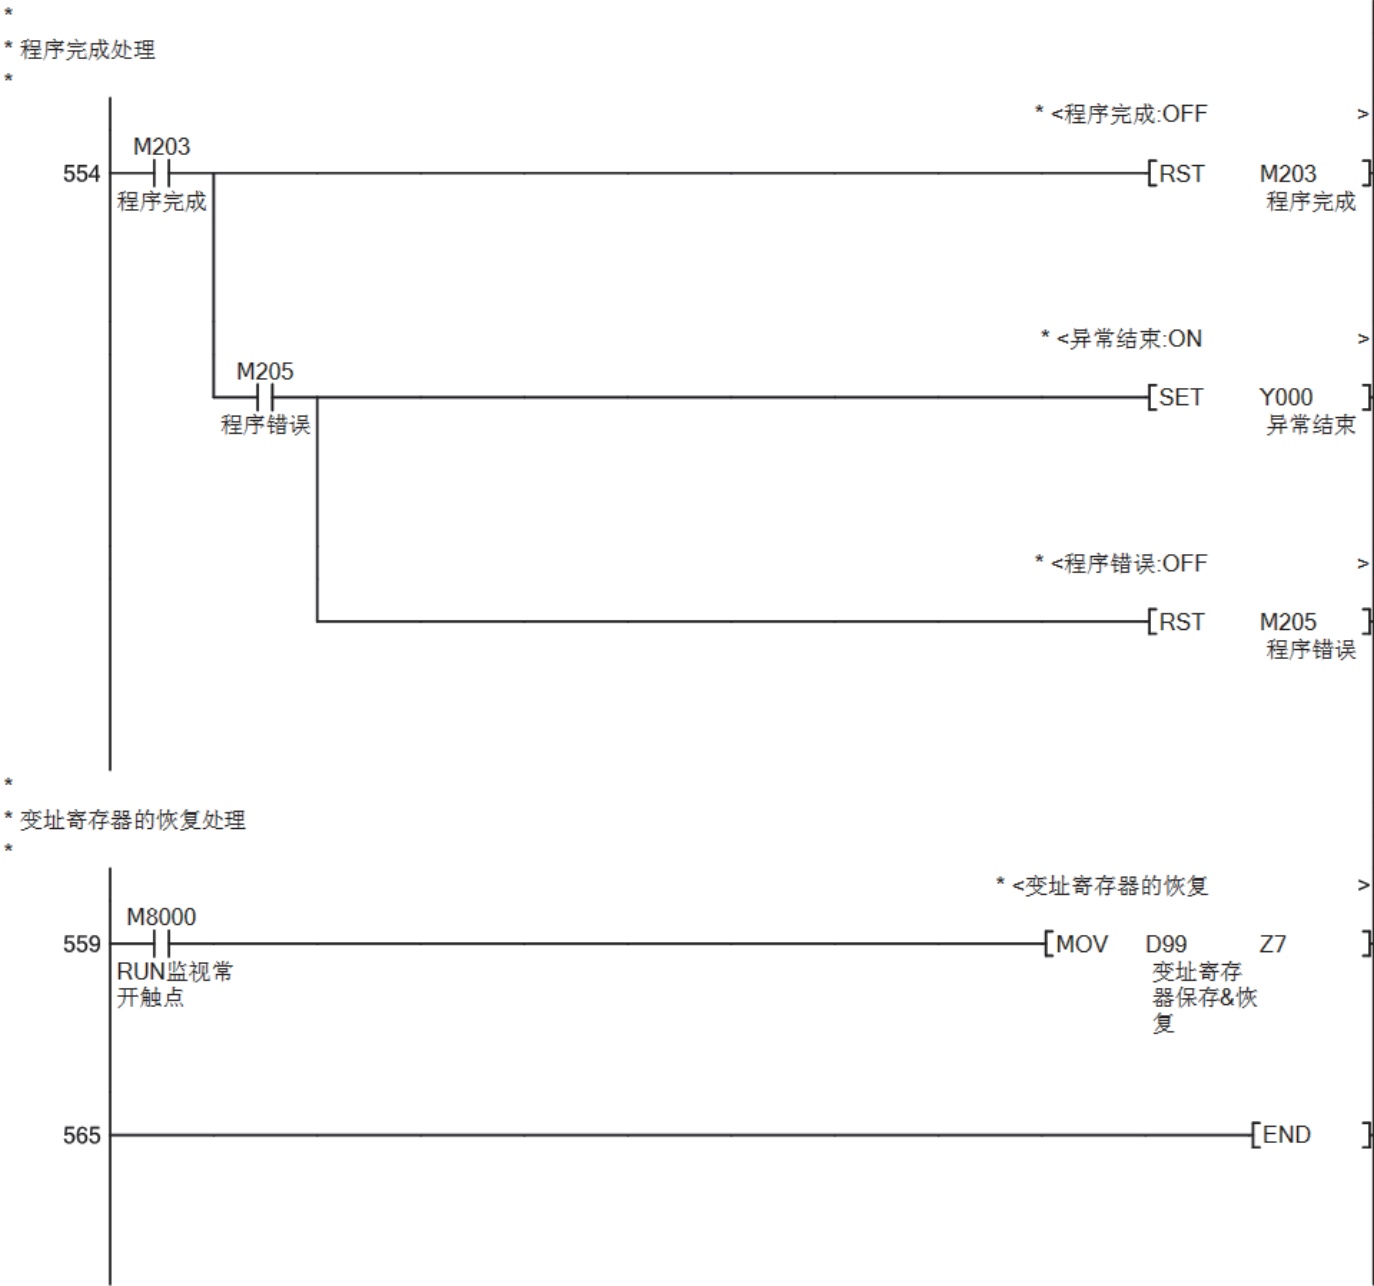 *
* 程序完成处理
*
* <程序完成:OFF >
M203
554 [RST M203 ]
程序完成 程序完成
* <异常结束:ON >
M205
[SET Y000 ]
程序错误 异常结束
* <程序错误:OFF >
[RST M205 ]
程序错误
*
* 变址寄存器的恢复处理
*
* <变址寄存器的恢复 >
M8000
559 [MOV D99 Z7 ]
RUN监视常 变址寄存
开触点 器保存&恢
复
565 [END ]